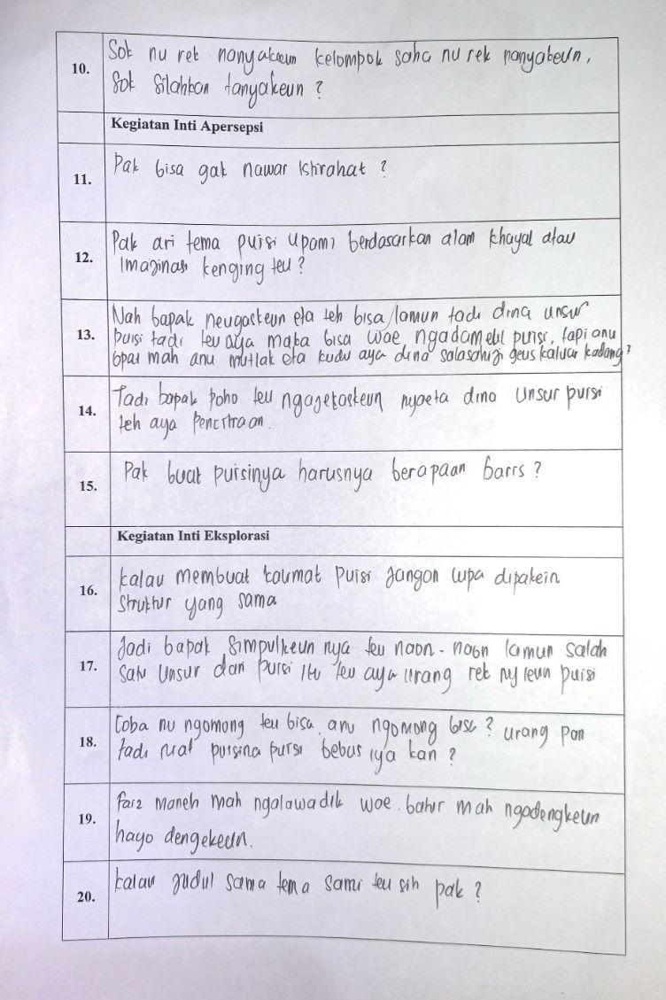 10.
Sok nu rek nanyakeun kelompok saha nu rek nanyakeun,
Sok Silahkan tanyakeun ?
Kegiatan Inti Apersepsi
11.
Pak bisa gak nawar Istirahat ?
12.
Pak ari tema puisi upami berdasarkan alam khayal atau
Imaginasi kenging teu ?
13.
Nah bapak neugaskeun eta teh bisa lamun tadi dina unsur
puisi tadi teu aya maka bisa woe ngadamelil puisi, tapi anu
opat mah anu mutlak eta kudu aya dina geus kaluar kadang ?
14.
Tadi bapak poho teu ngajelaskeun nyaeta dina unsur puisi
teh aya Pencitraan.
15.
Pak buat puisinya harusnya berapaan baris ?
Kegiatan Inti Eksplorasi
16.
kalau membuat kalimat puisi jangan lupa dipakein
Struktur yang sama
17.
Jadi bapak Simpulkeun nya teu naon - naon lamun salah
satu unsur dari puisi itu teu aya urang rek nyieun puisi
18.
Coba nu ngomong teu bisa, anu ngomong bisa ? urang pan
tadi puisina puisi bebas iya kan ?
19.
Faiz maneh mah ngalawadik woe. batur mah ngadengkeun
hayo dengekeun.
20.
kalau judul sama tema sami teu sih pak ?